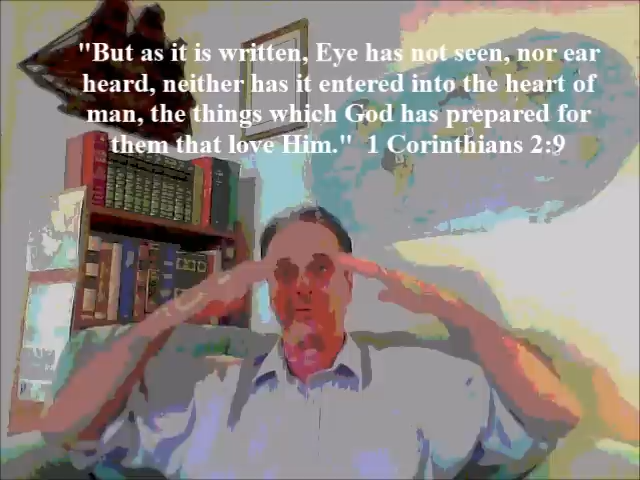 "But as it is written, Eye has not seen, nor ear
heard, neither has it entered into the heart of
man, the things which God has prepared for
them that love Him."  1 Corinthians 2:9